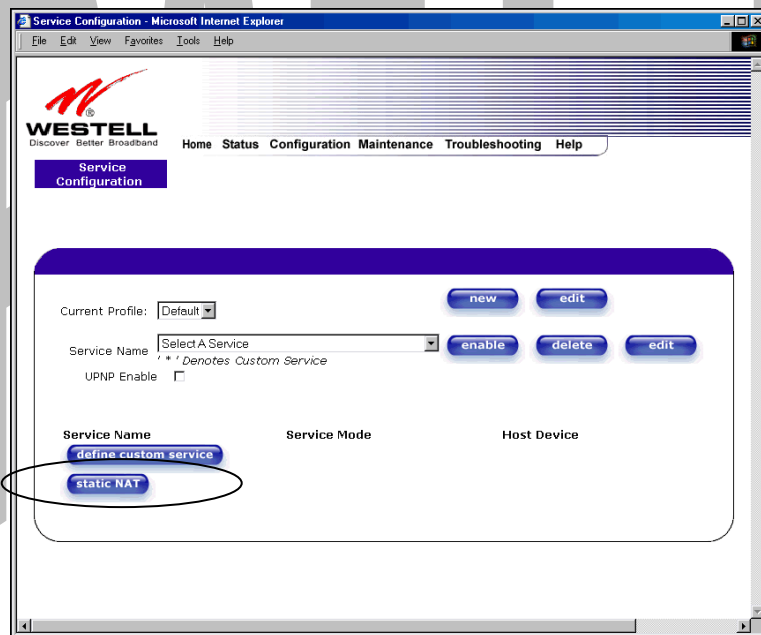 Service Configuration - Microsoft Internet Explorer
File Edit View Favorites Tools Help
®
WESTELL
Discover Better Broadband
Home Status Configuration Maintenance Troubleshooting Help
Service
Configuration
new edit
Current Profile: Default
Service Name Select A Service enable delete edit
' * ' Denotes Custom Service
UPNP Enable
Service Name Service Mode Host Device
define custom service
static NAT